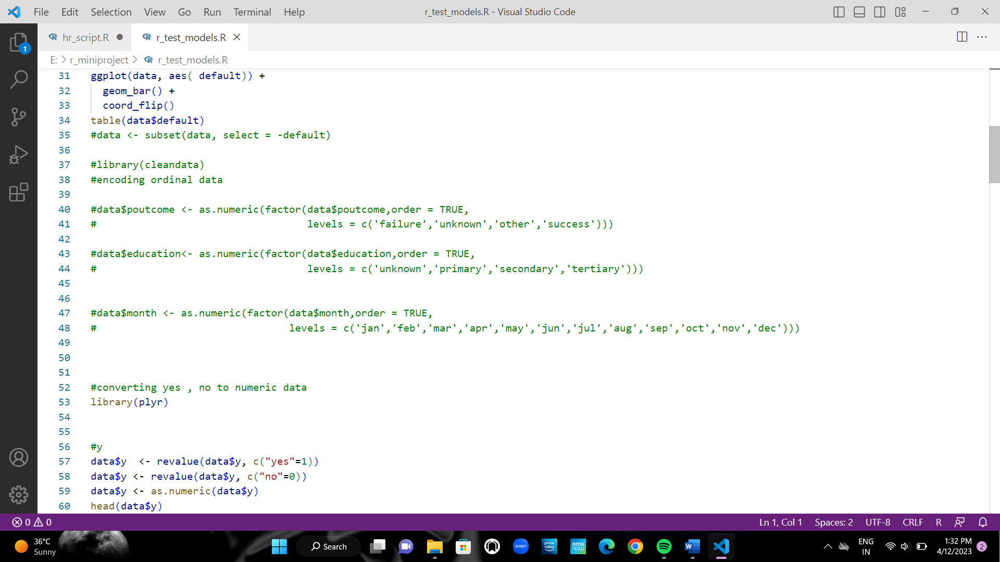 File Edit Selection View Go Run Terminal Help r_test_models.R - Visual Studio Code
hr_script.R r_test_models.R
E: > r_miniproject > r_test_models.R
1
31 ggplot(data, aes( default)) +
32 geom_bar() +
33 coord_flip()
34 table(data$default)
35 #data <- subset(data, select = -default)
36
37 #library(cleandata)
38 #encoding ordinal data
39
40 #data$poutcome <- as.numeric(factor(data$poutcome,order = TRUE,
41 # levels = c('failure','unknown','other','success')))
42
43 #data$education<- as.numeric(factor(data$education,order = TRUE,
44 # levels = c('unknown','primary','secondary','tertiary')))
45
46
47 #data$month <- as.numeric(factor(data$month,order = TRUE,
48 # levels = c('jan','feb','mar','apr','may','jun','jul','aug','sep','oct','nov','dec')))
49
50
51
52 #converting yes , no to numeric data
53 library(plyr)
54
55
56 #y
57 data$y  <- revalue(data$y, c("yes"=1))
58 data$y <- revalue(data$y, c("no"=0))
59 data$y <- as.numeric(data$y)
60 head(data$y)
0 0 Ln 1, Col 1 Spaces: 2 UTF-8 CRLF R
36°C
Sunny
Search
zoom
prime video
eros now
W
ENG
IN
1:32 PM
4/12/2023
2